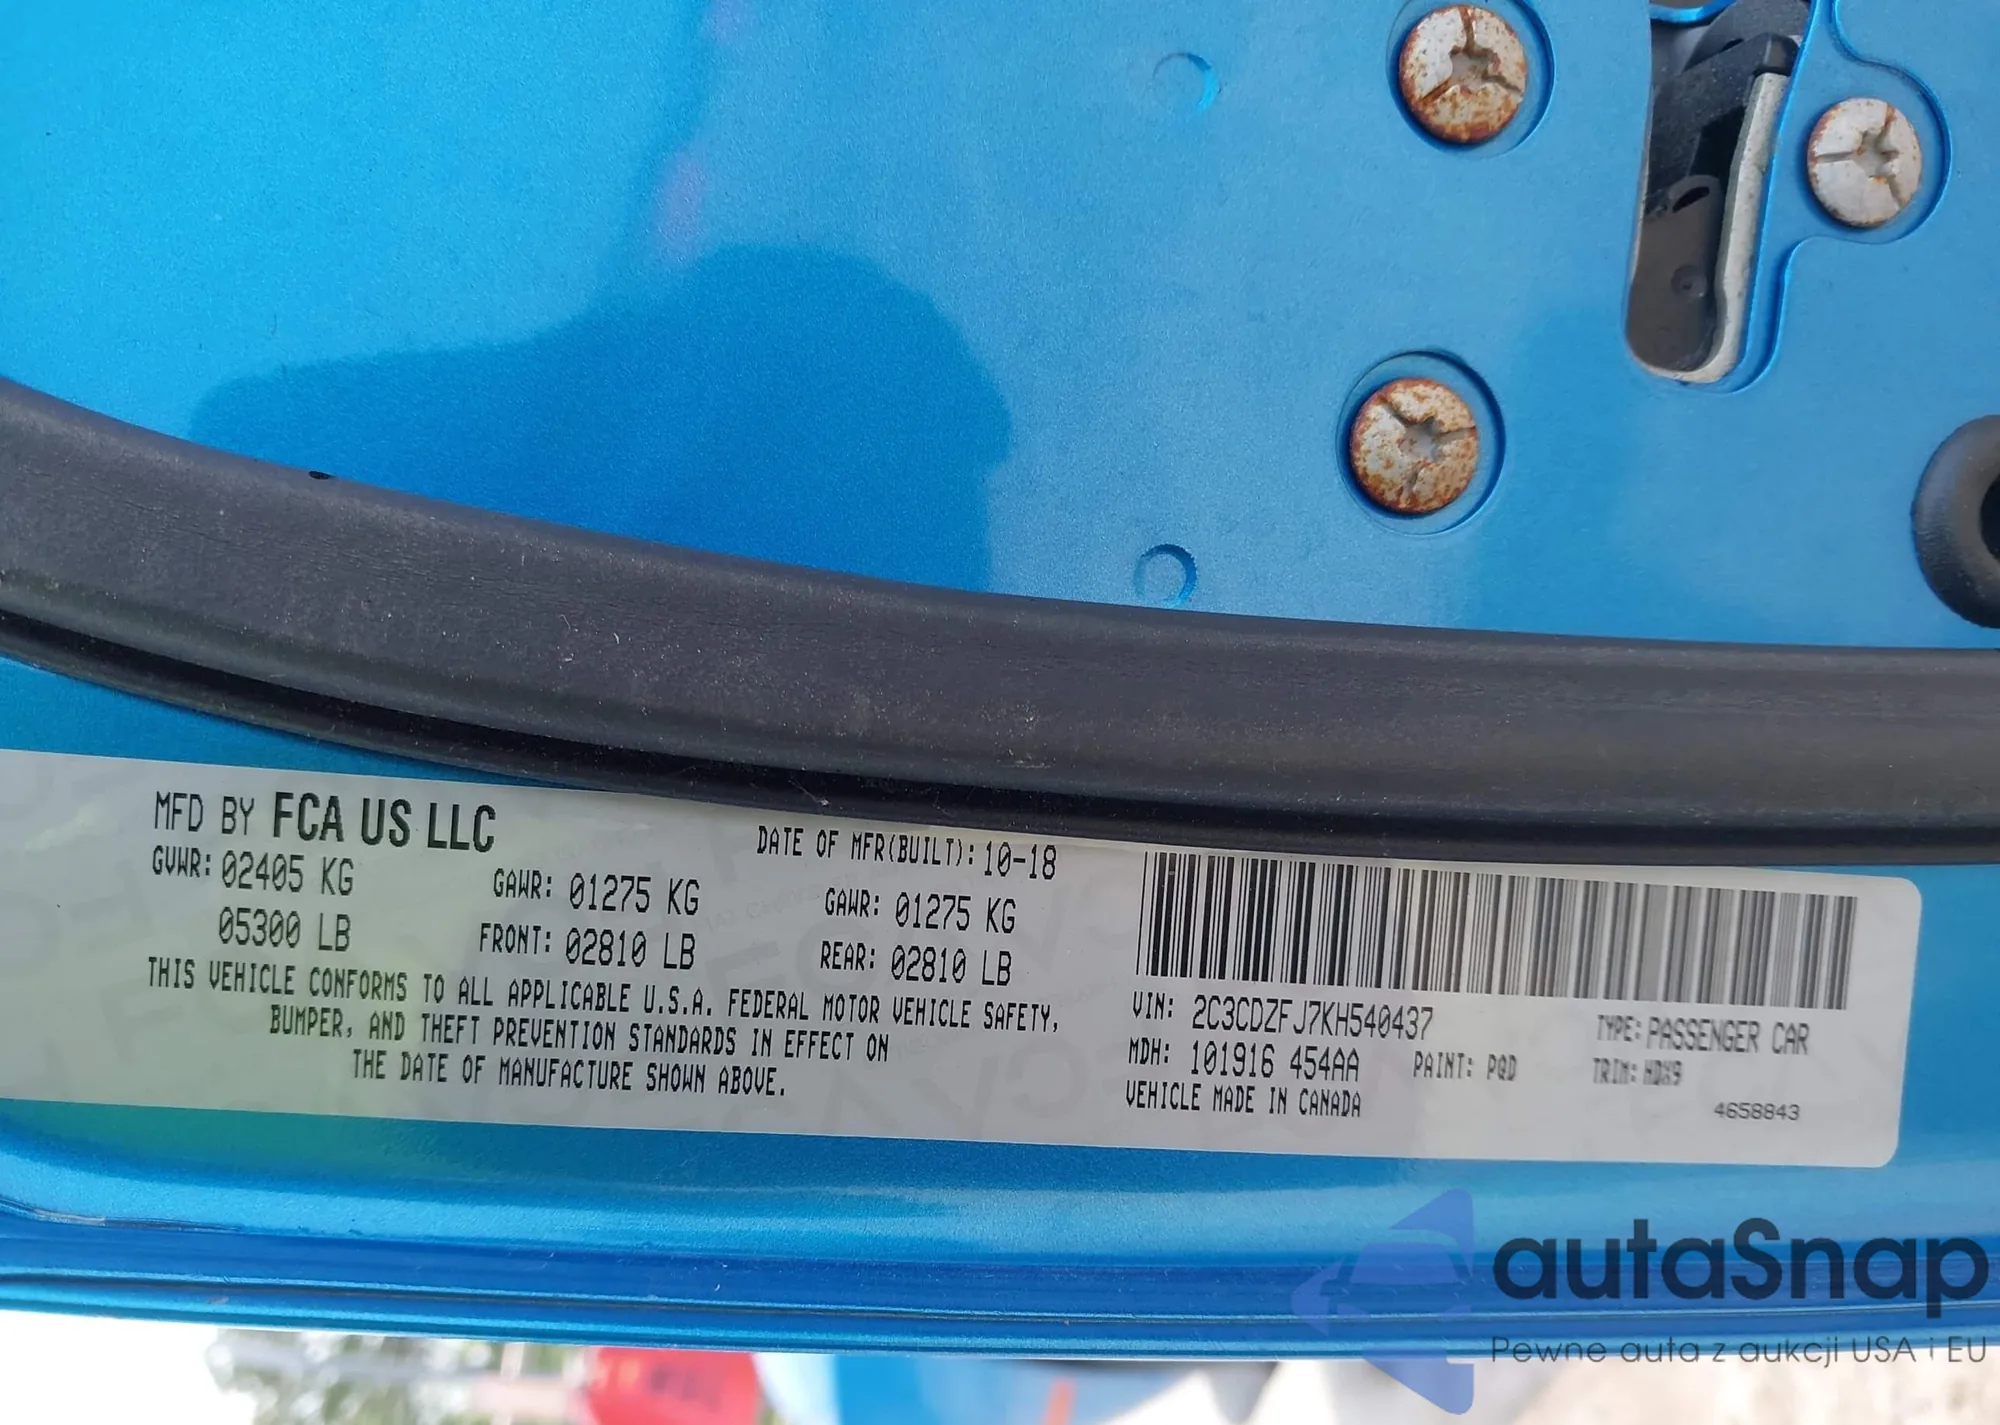 MFD BY FCA US LLC
DATE OF MFR(BUILT): 10-18
GVWR: 02405 KG
GAWR: 01275 KG
GAWR: 01275 KG
05300 LB
FRONT: 02810 LB
REAR: 02810 LB
THIS VEHICLE CONFORMS TO ALL APPLICABLE U.S.A. FEDERAL MOTOR VEHICLE SAFETY,
BUMPER, AND THEFT PREVENTION STANDARDS IN EFFECT ON
THE DATE OF MANUFACTURE SHOWN ABOVE.
VIN: 2C3CDZFJ7KH540437
TYPE: PASSENGER CAR
MDH: 101916 454AA
PAINT: PQD
TRIM: HDX9
VEHICLE MADE IN CANADA
4658843
autaSnap
Pewne auta z aukcji USA i EU